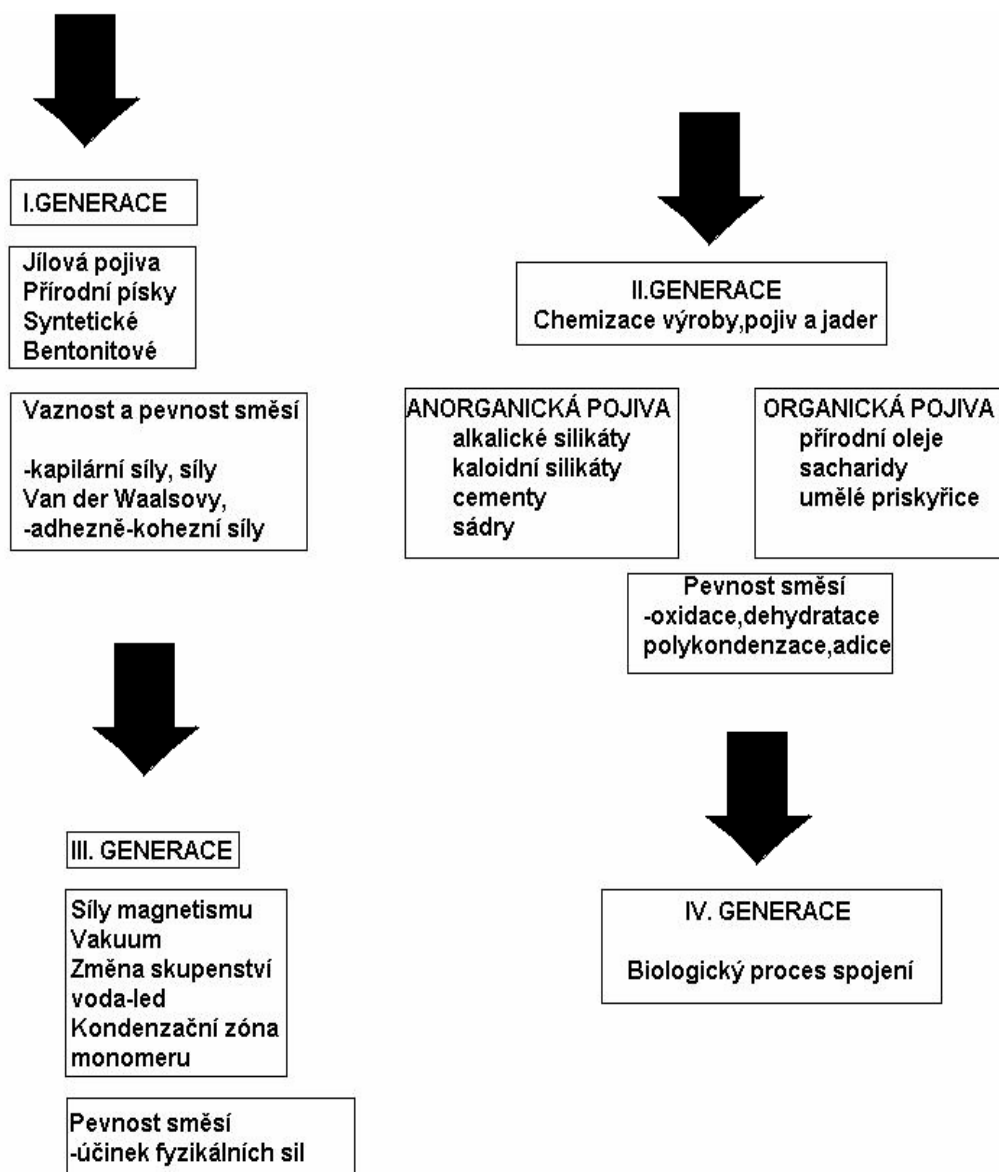 I.GENERACE
Jílová pojiva
Přírodní písky
Syntetické
Bentonitové
Vaznost a pevnost směsí
-kapilární síly, síly
Van der Waalsovy,
-adhezně-kohezní síly
II.GENERACE
Chemizace výroby,pojiv a jader
ANORGANICKÁ POJIVA
alkalické silikáty
kaloidní silikáty
cementy
sádry
ORGANICKÁ POJIVA
přírodní oleje
sacharidy
umělé priskyřice
Pevnost směsí
-oxidace,dehydratace
polykondenzace,adice
III. GENERACE
Síly magnetismu
Vakuum
Změna skupenství
voda-led
Kondenzační zóna
monomeru
Pevnost směsí
-účinek fyzikálních sil
IV. GENERACE
Biologický proces spojení